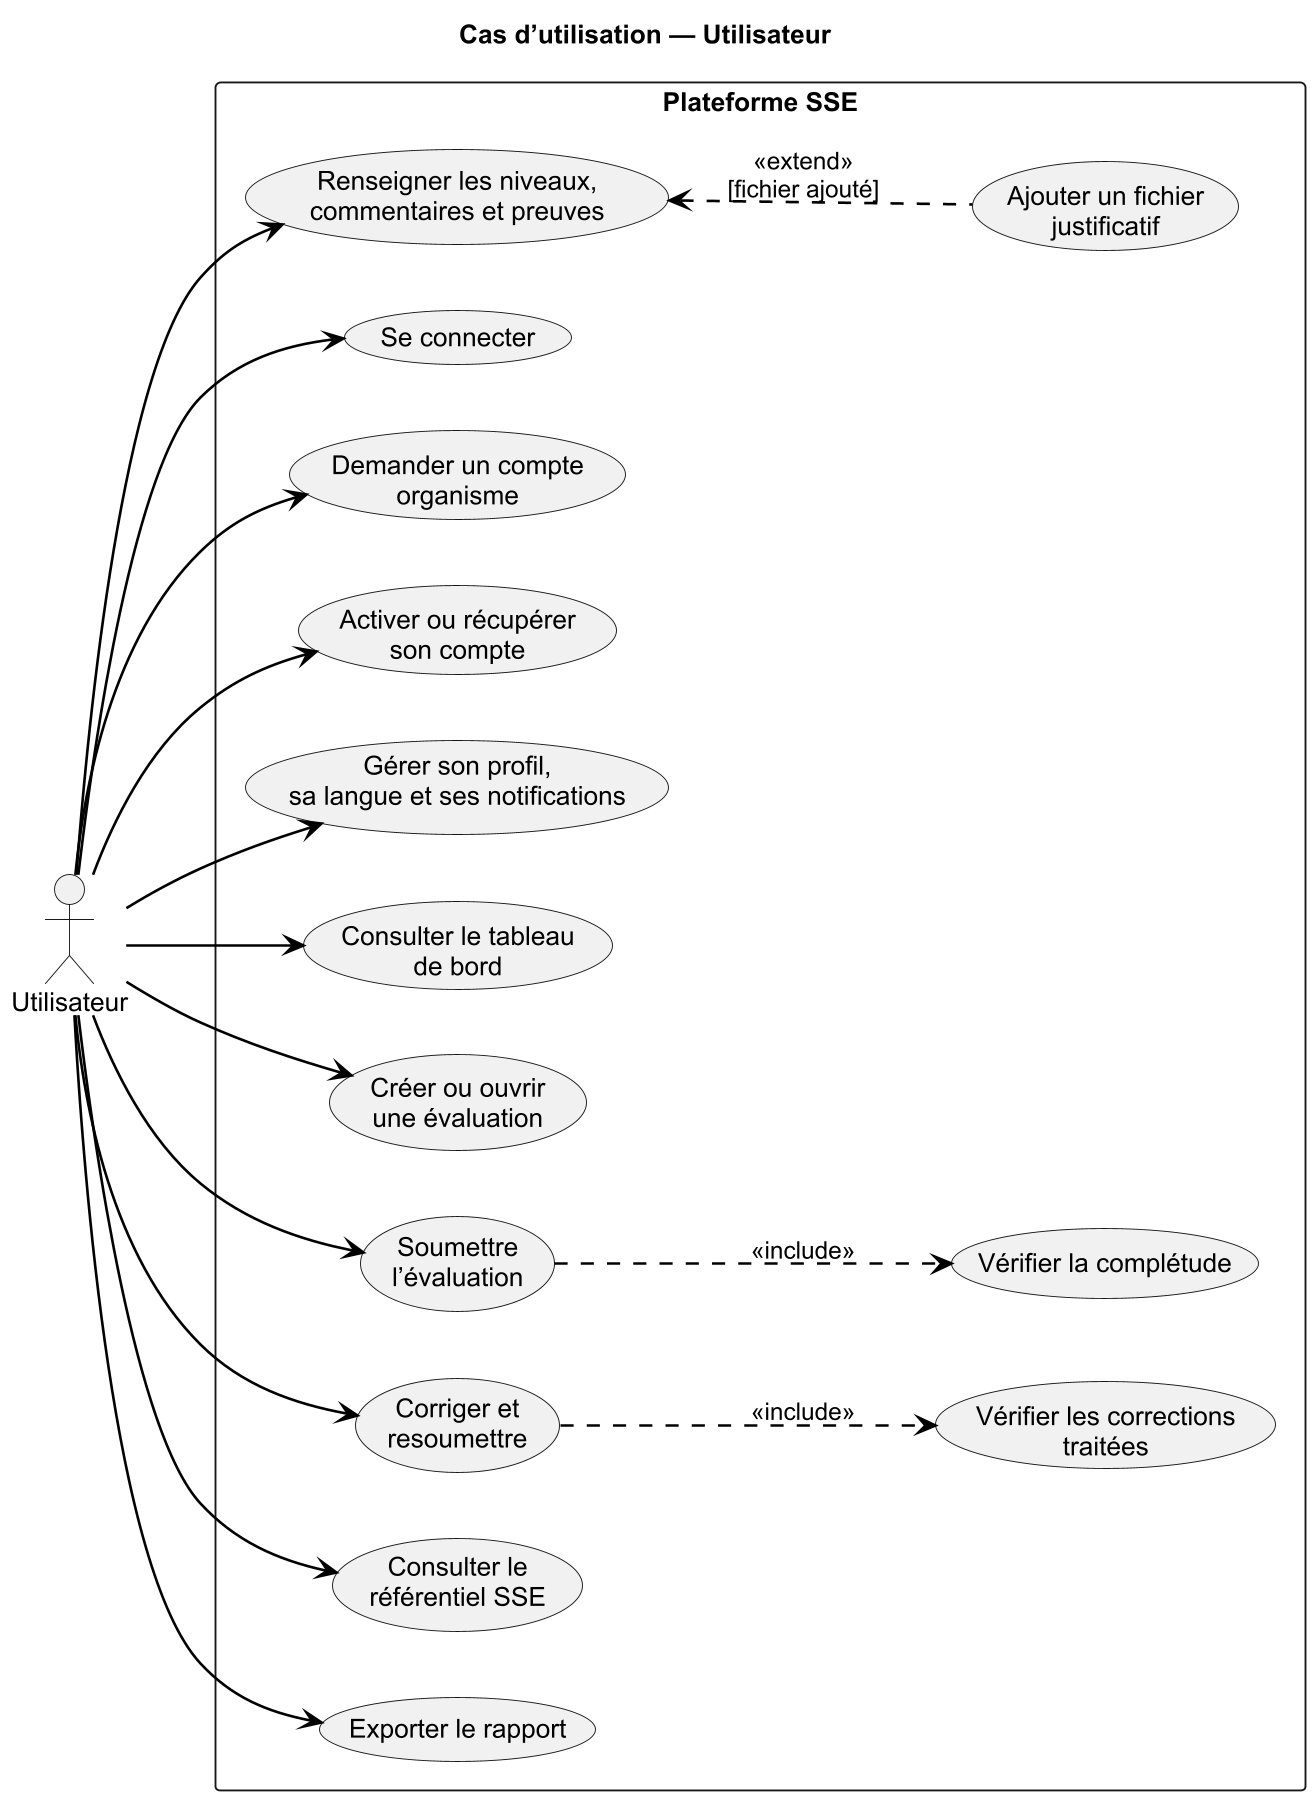 Cas d’utilisation — Utilisateur
Plateforme SSE
Renseigner les niveaux,
commentaires et preuves
«extend»
[fichier ajouté]
Ajouter un fichier
justificatif
Se connecter
Demander un compte
organisme
Activer ou récupérer
son compte
Gérer son profil,
sa langue et ses notifications
Utilisateur
Consulter le tableau
de bord
Créer ou ouvrir
une évaluation
Soumettre
l’évaluation
«include»
Vérifier la complétude
Corriger et
resoumettre
«include»
Vérifier les corrections
traitées
Consulter le
référentiel SSE
Exporter le rapport